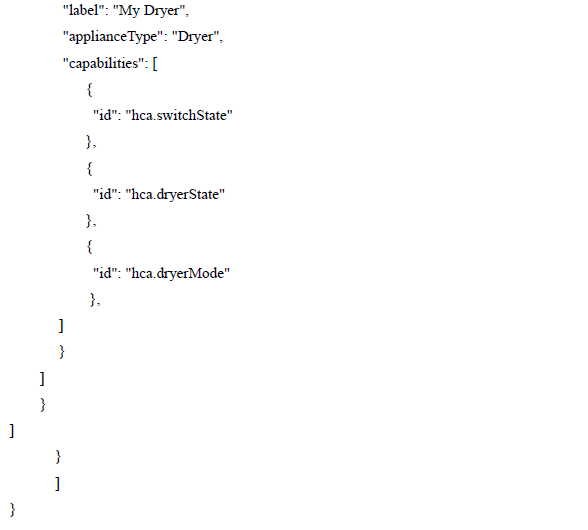 "label": "My Dryer",
"applianceType": "Dryer",
"capabilities": [
{
"id": "hca.switchState"
},
{
"id": "hca.dryerState"
},
{
"id": "hca.dryerMode"
},
]
}
]
}
]
}
]
}